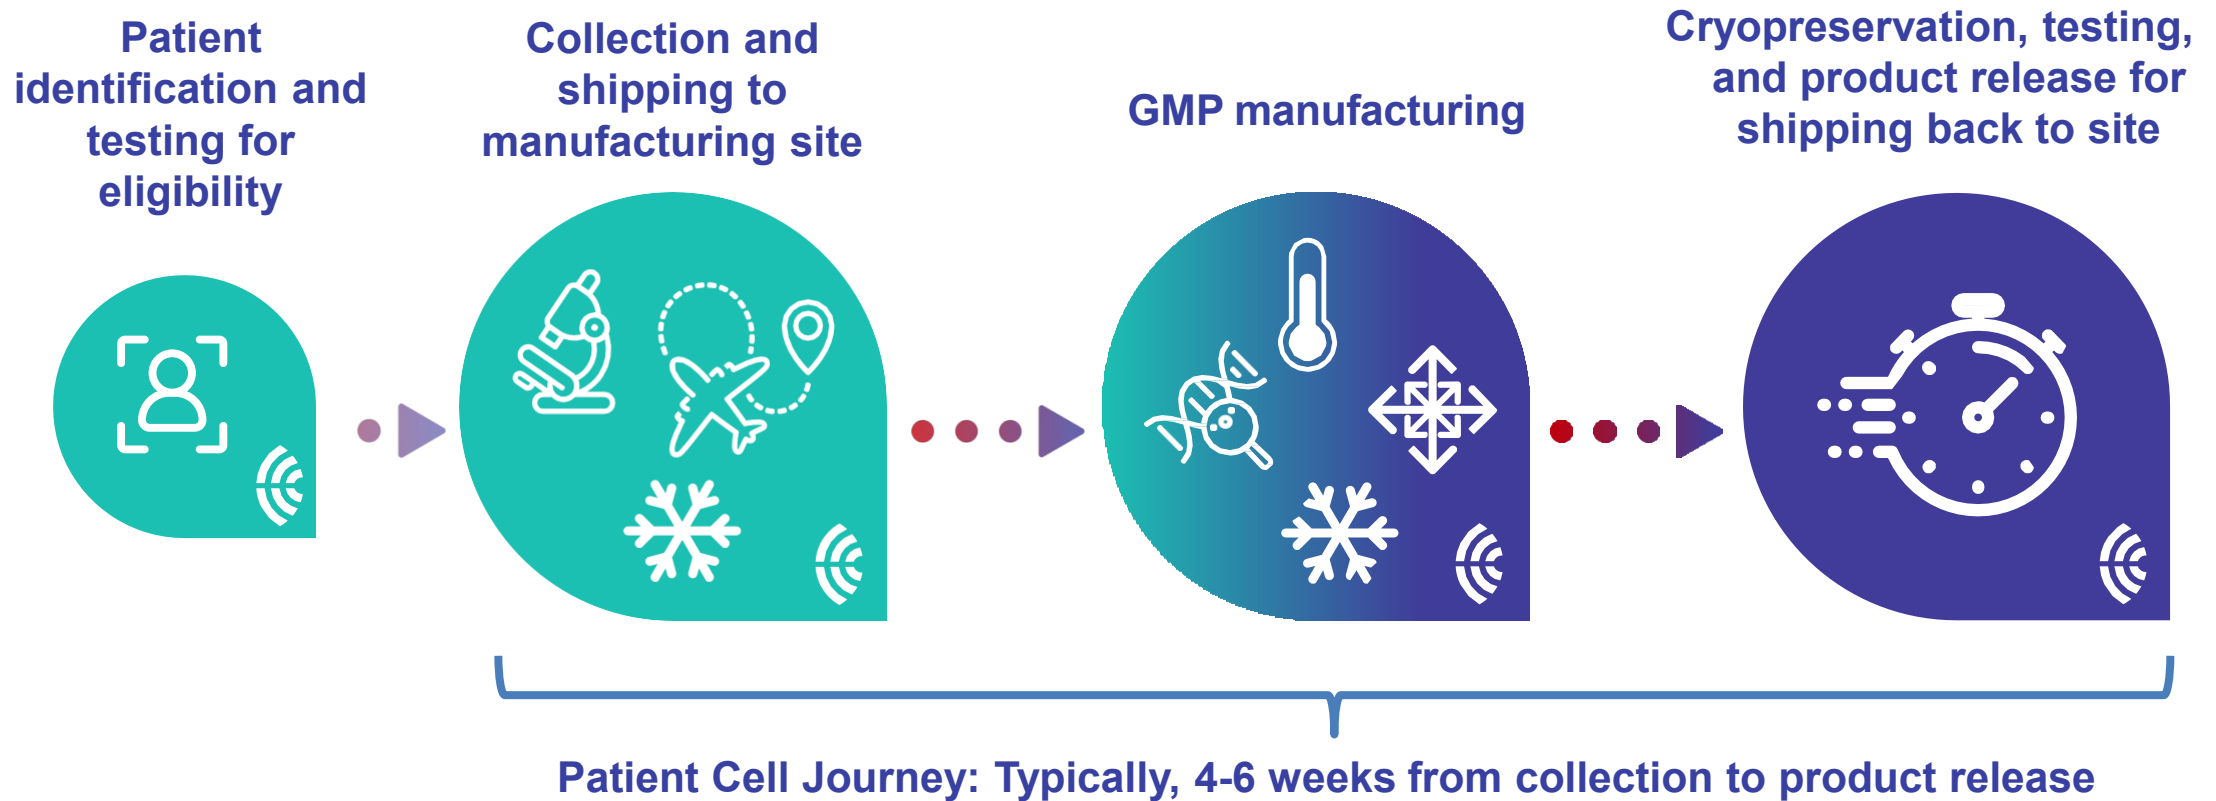 Patient
identification and
testing for
eligibility
Collection and
shipping to
manufacturing site
GMP manufacturing
Cryopreservation, testing,
and product release for
shipping back to site
Patient Cell Journey: Typically, 4-6 weeks from collection to product release